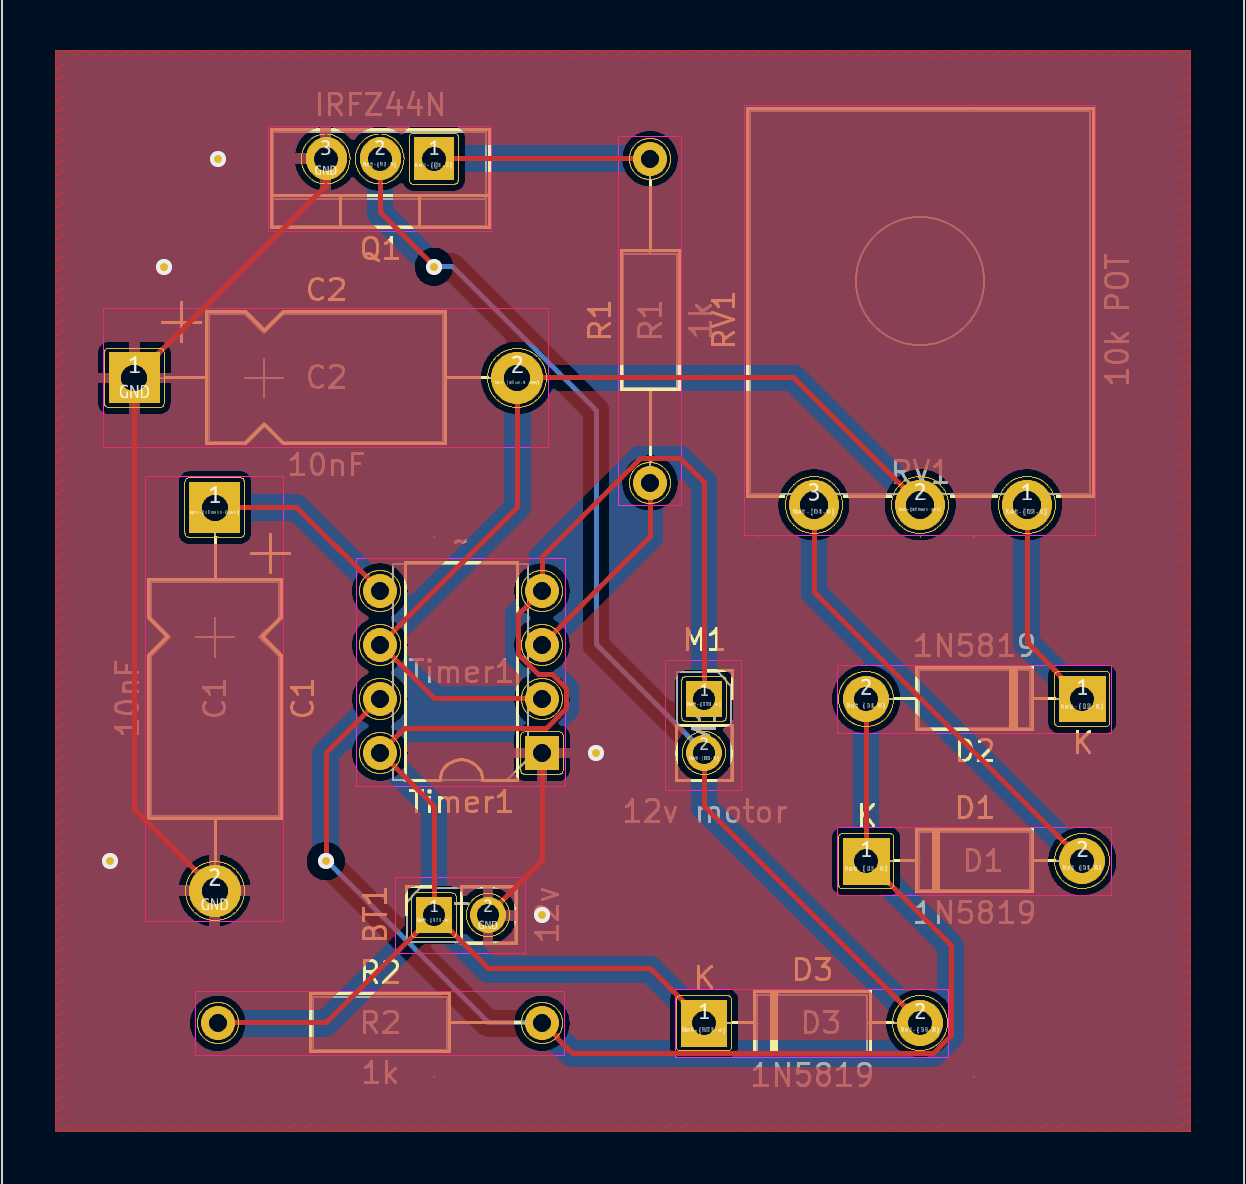 IRFZ44N
3
2
1
GND
Q1
C2
1
GND
C2
2
10nF
R1
R1
1k
RV1
10k POT
RV1
3
2
1
1
10nF
C1
C1
2
GND
~
Timer1
Timer1
M1
1
2
12v motor
1N5819
2
1
K
D2
K
D1
1
D1
2
1N5819
BT1
1
2
GND
12v
R2
R2
1k
K
D3
1
D3
2
1N5819